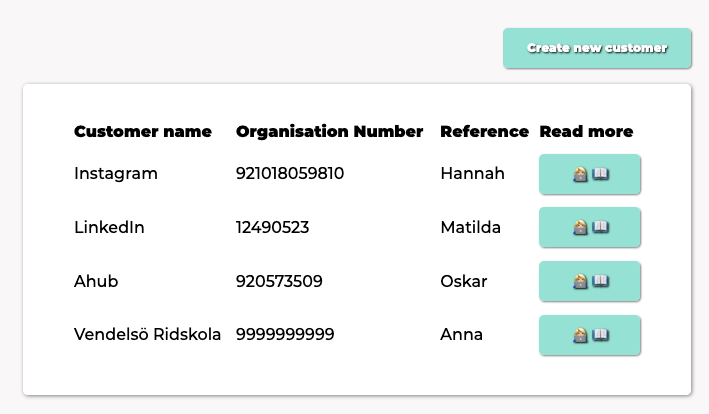 Create new customer
Customer name Organisation Number Reference Read more
Instagram 921018059810 Hannah
LinkedIn 12490523 Matilda
Ahub 920573509 Oskar
Vendelsö Ridskola 9999999999 Anna